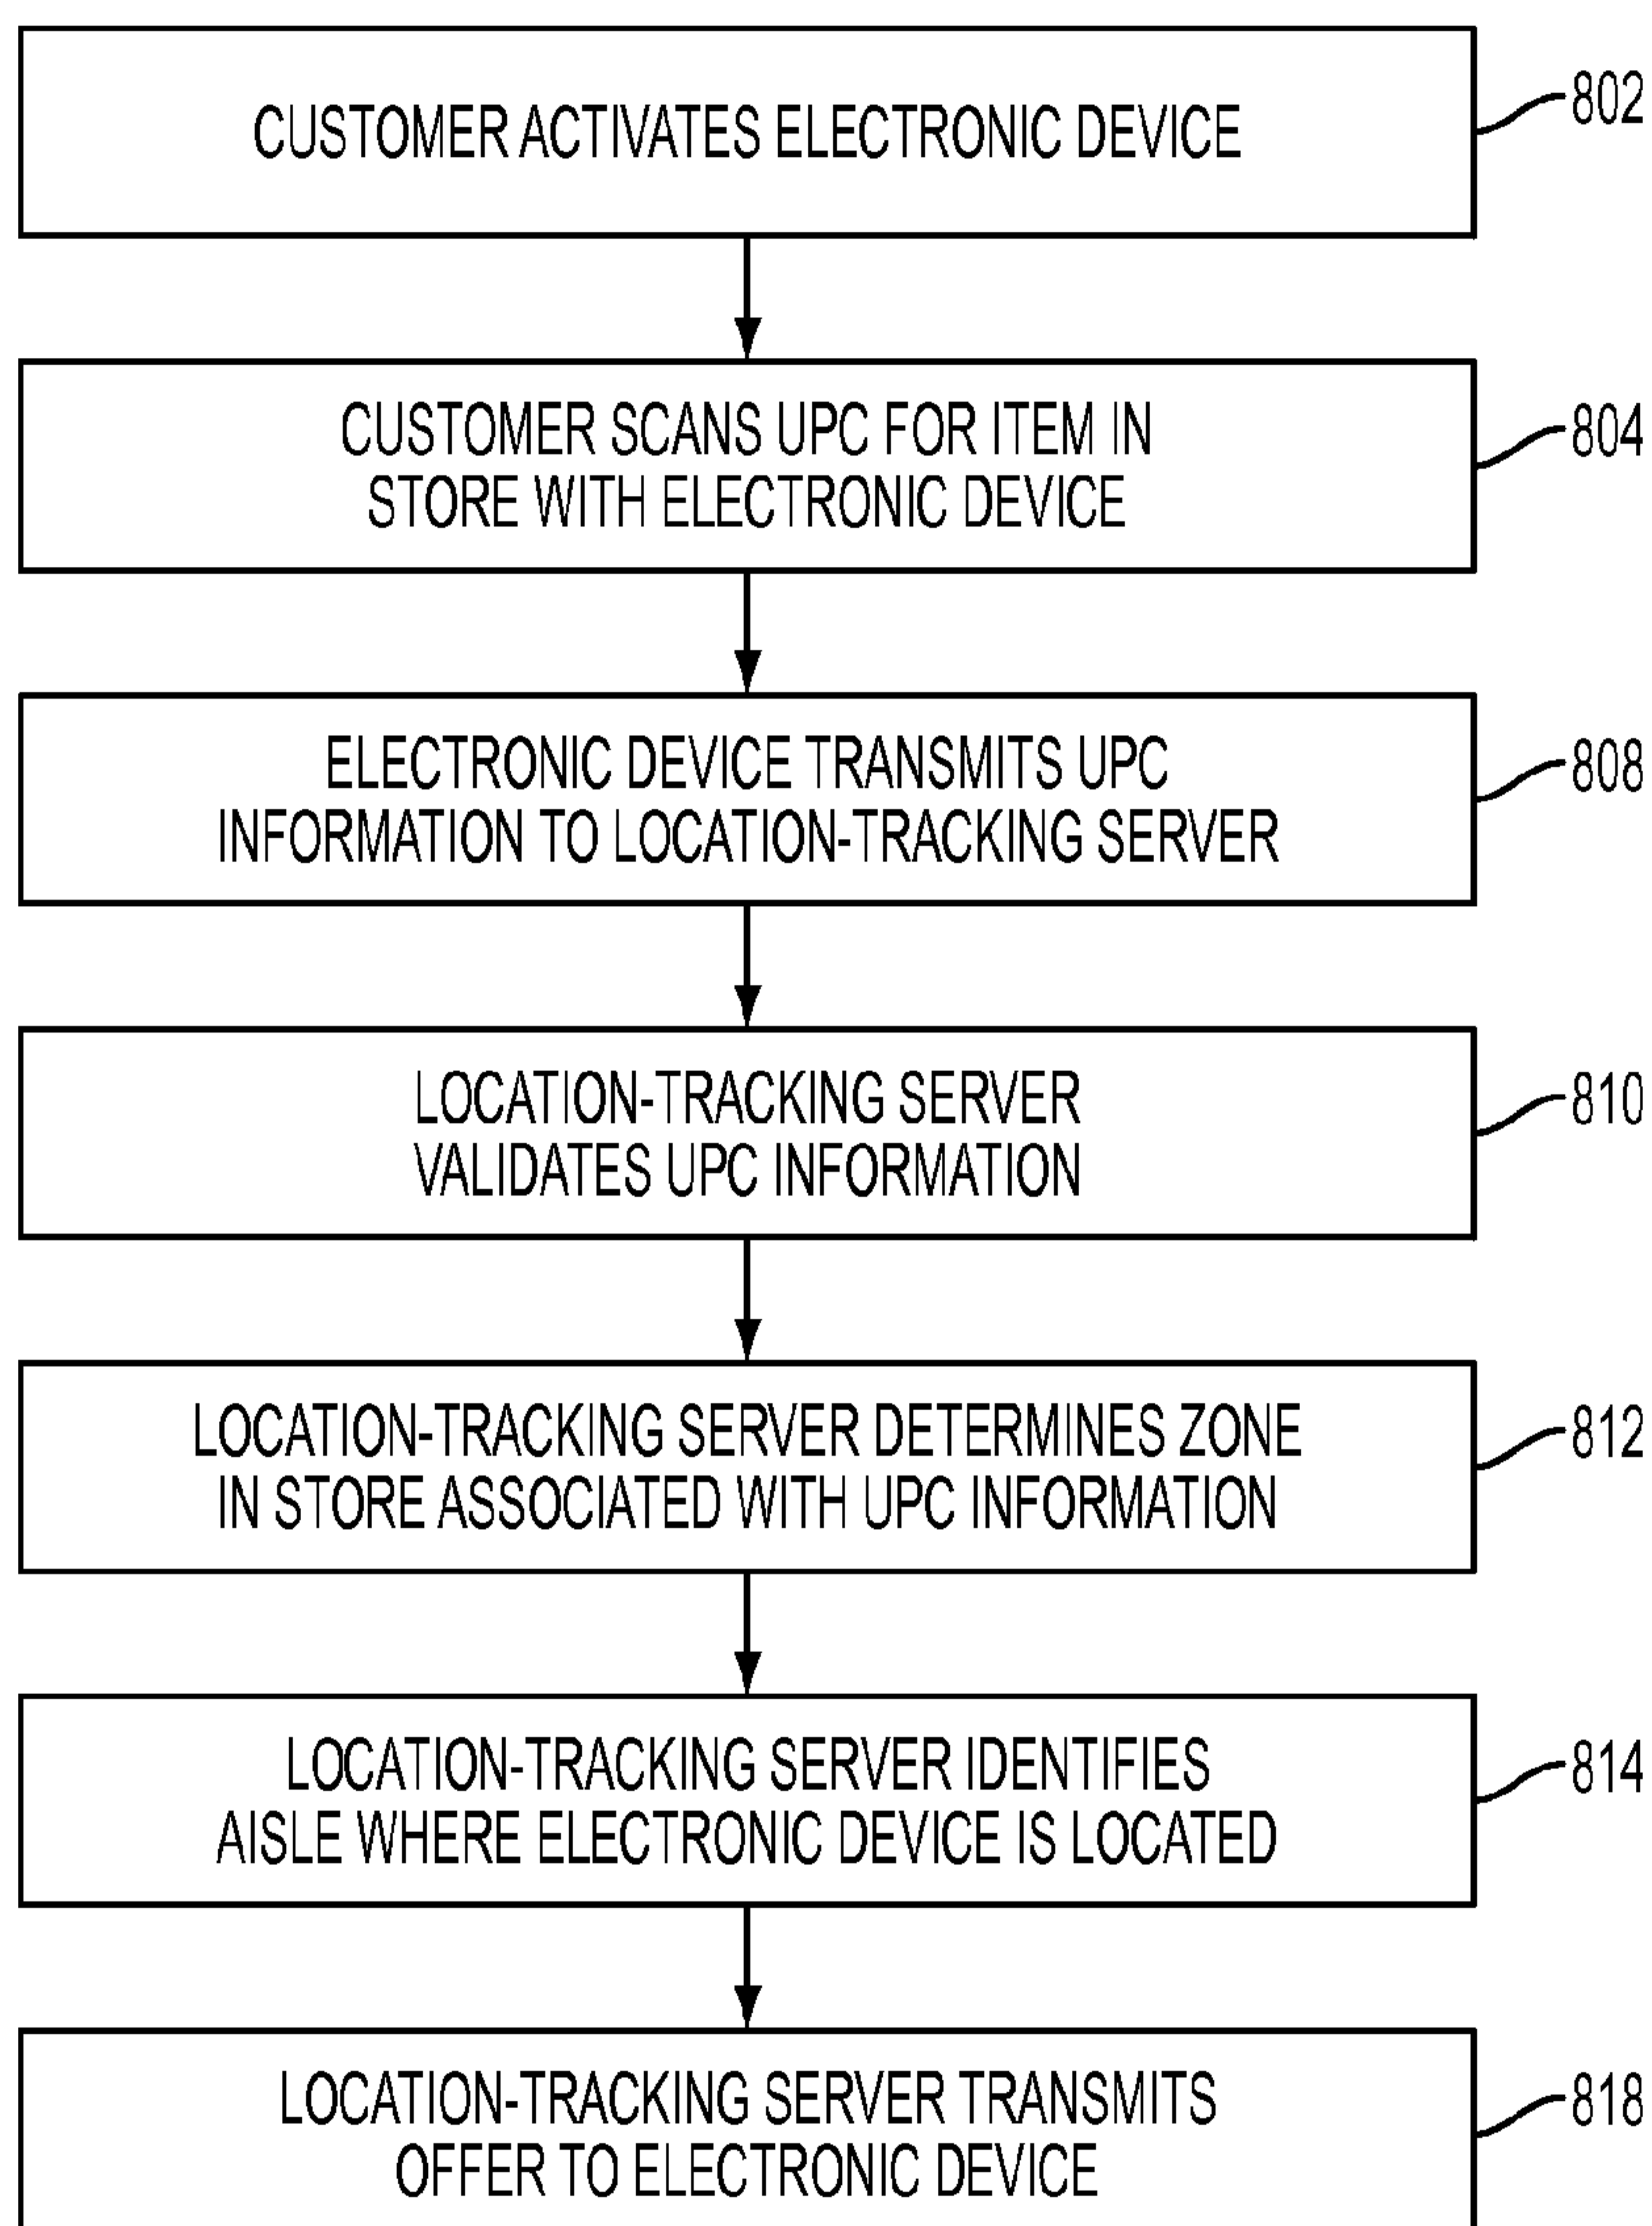 CUSTOMER ACTIVATES ELECTRONIC DEVICE
802
CUSTOMER SCANS UPC FOR ITEM IN
STORE WITH ELECTRONIC DEVICE
804
ELECTRONIC DEVICE TRANSMITS UPC
INFORMATION TO LOCATION-TRACKING SERVER
808
LOCATION-TRACKING SERVER
VALIDATES UPC INFORMATION
810
LOCATION-TRACKING SERVER DETERMINES ZONE
IN STORE ASSOCIATED WITH UPC INFORMATION
812
LOCATION-TRACKING SERVER IDENTIFIES
AISLE WHERE ELECTRONIC DEVICE IS LOCATED
814
LOCATION-TRACKING SERVER TRANSMITS
OFFER TO ELECTRONIC DEVICE
818